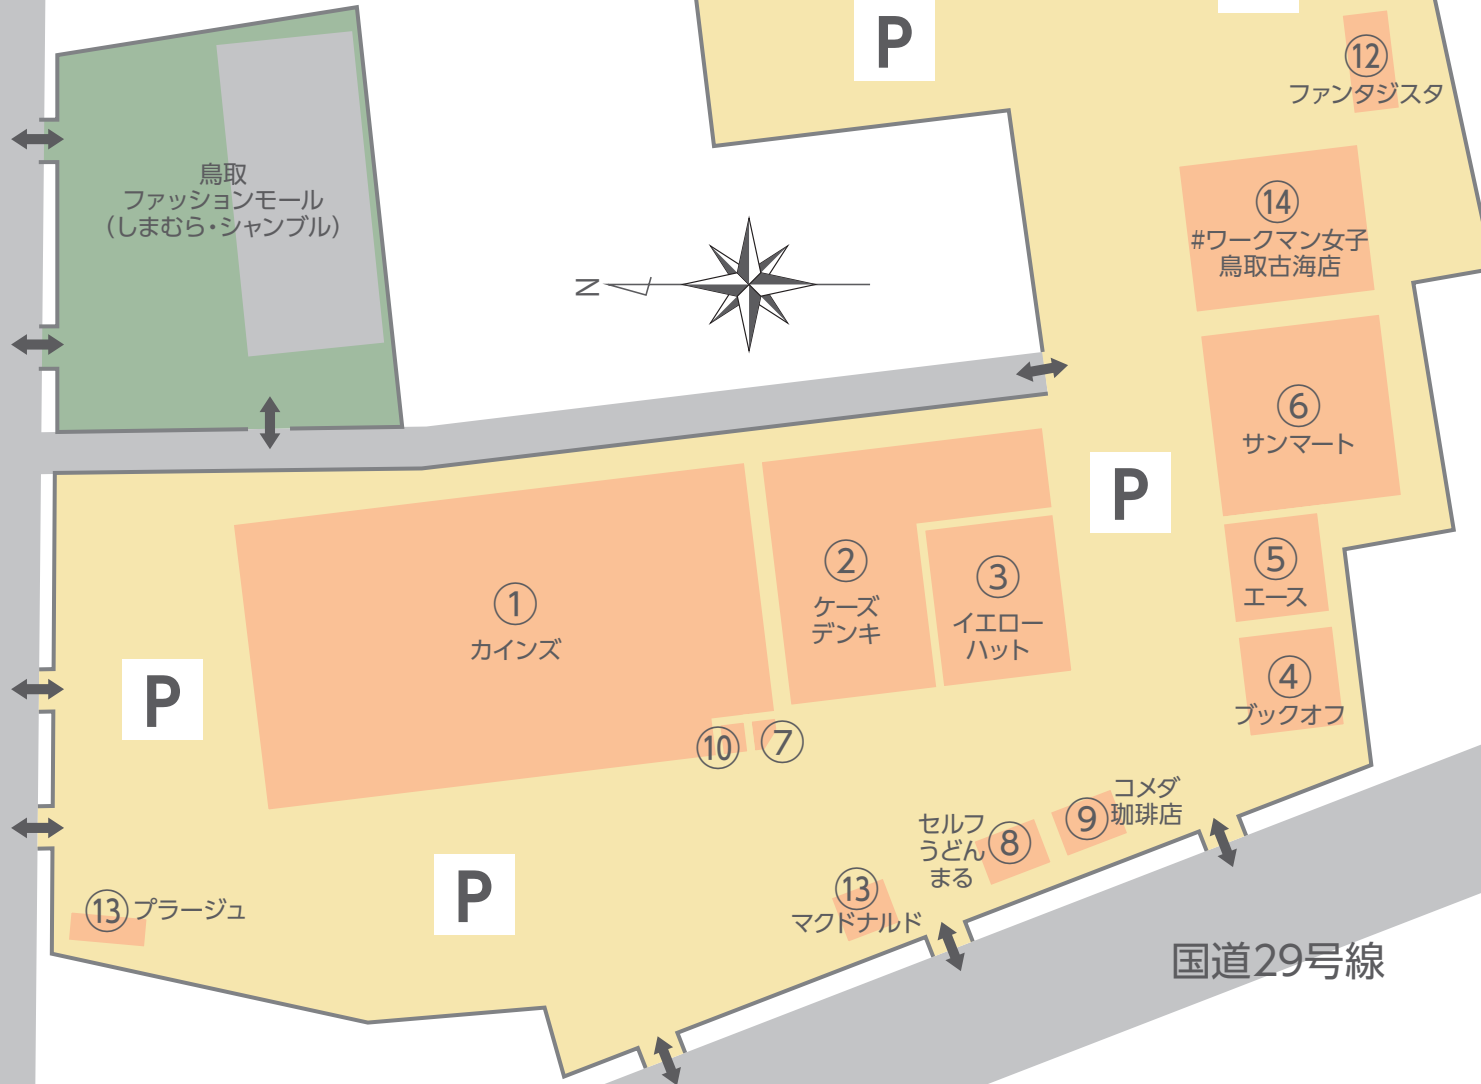 P
⑫
ファンタジスタ
鳥取
ファッションモール
(しまむら・シャンブル)
⑭
#ワークマン女子
鳥取古海店
N
⑥
サンマート
P
①
カインズ
②
ケーズ
デンキ
③
イエロー
ハット
⑤
エース
④
ブックオフ
P
⑩
⑦
コメダ
珈琲店
⑨
セルフ
うどん
まる
⑧
P
⑬
マクドナルド
⑬ プラージュ
国道29号線